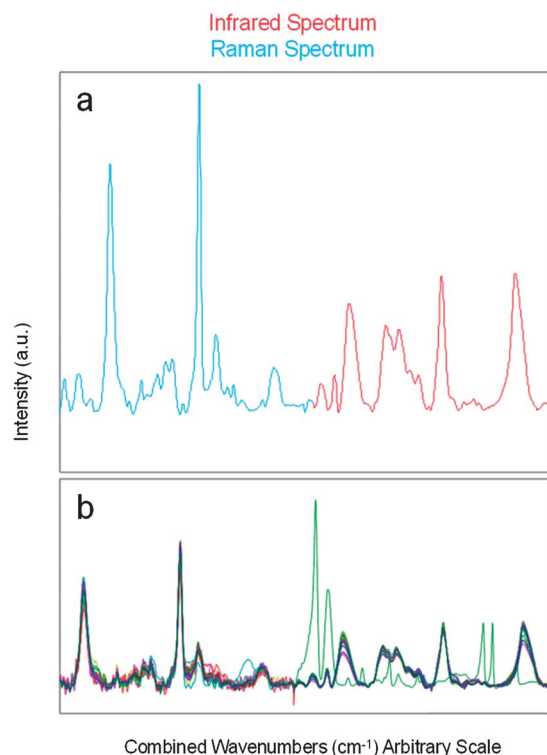 Infrared Spectrum
Raman Spectrum
a
Intensity (a.u.)
b
Combined Wavenumbers (cm⁻¹) Arbitrary Scale